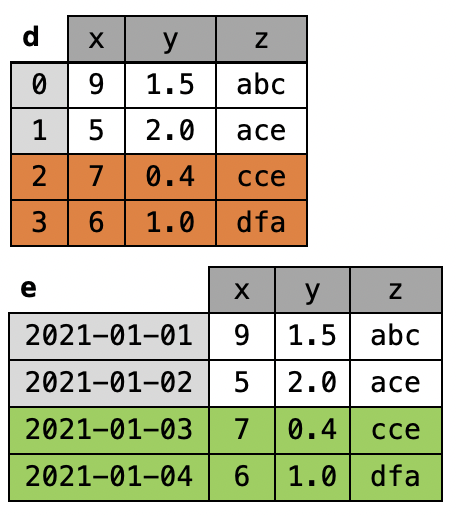 d x y z
0 9 1.5 abc
1 5 2.0 ace
2 7 0.4 cce
3 6 1.0 dfa
e x y z
2021-01-01 9 1.5 abc
2021-01-02 5 2.0 ace
2021-01-03 7 0.4 cce
2021-01-04 6 1.0 dfa